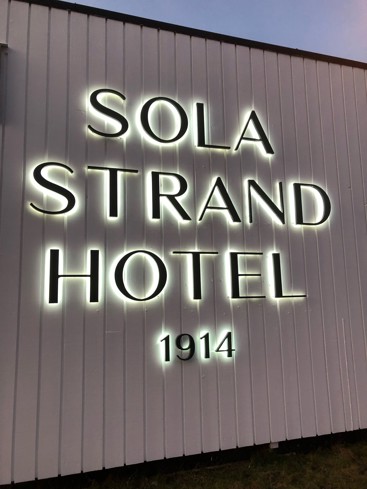 SOLA
STRAND
HOTEL
1914